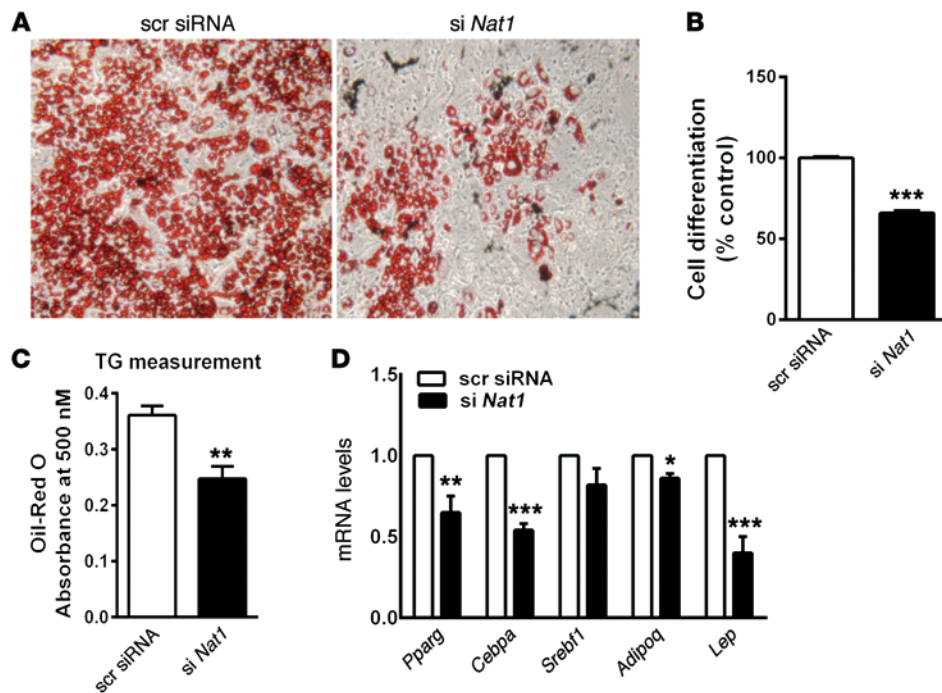 A
scr siRNA
si Nat1
B
Cell differentiation
(% control)
150
100
50
0
***
scr siRNA
si Nat1
C
TG measurement
Oil-Red O
Absorbance at 500 nM
0.4
0.3
0.2
0.1
0.0
**
scr siRNA
si Nat1
D
scr siRNA
si Nat1
mRNA levels
1.5
1.0
0.5
0.0
**
***
*
***
Pparg
Cebpa
Srebf1
Adipoq
Lep